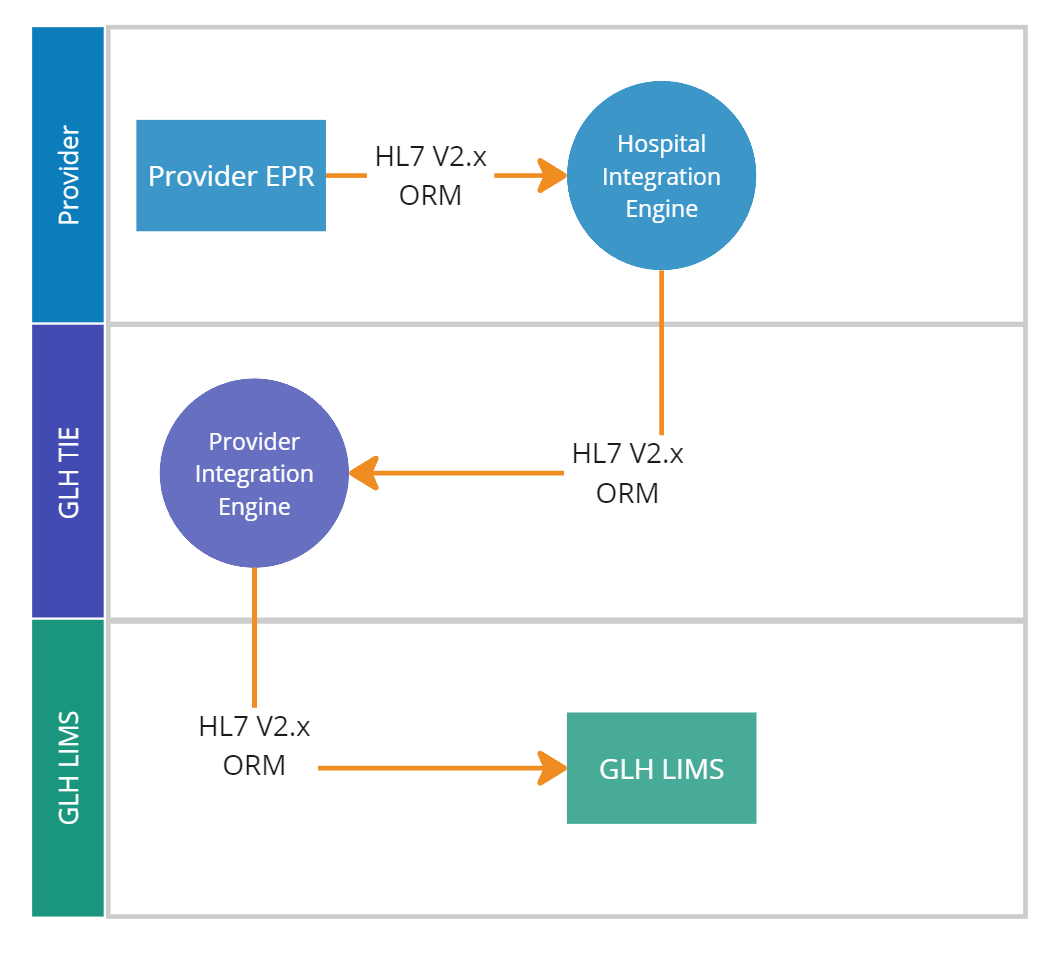 Provider
Provider EPR
HL7 V2.x
ORM
Hospital
Integration
Engine
GLH TIE
Provider
Integration
Engine
HL7 V2.x
ORM
GLH LIMS
HL7 V2.x
ORM
GLH LIMS